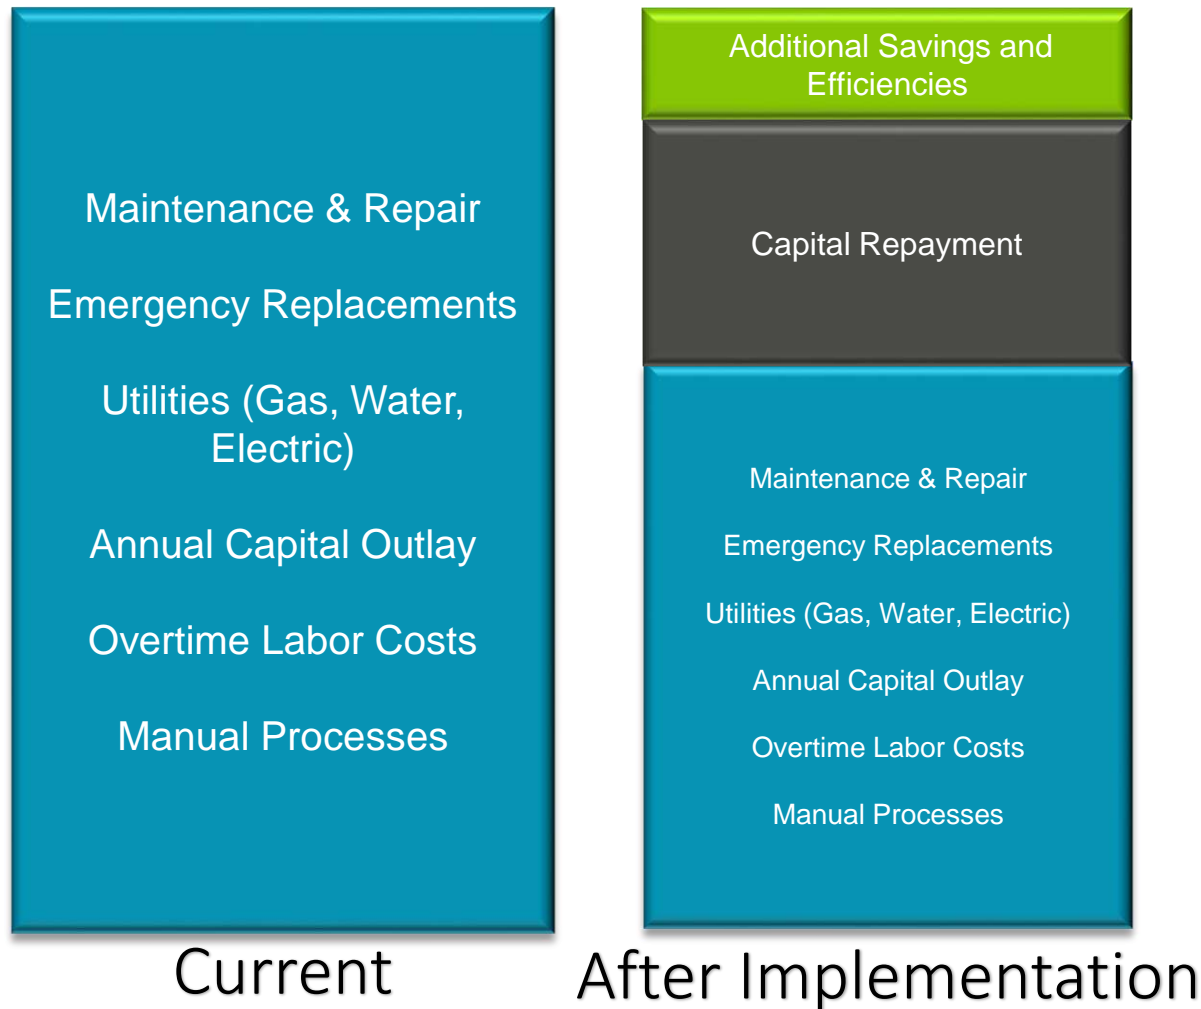 Maintenance & Repair
Emergency Replacements
Utilities (Gas, Water,
Electric)
Annual Capital Outlay
Overtime Labor Costs
Manual Processes
Current
Additional Savings and
Efficiencies
Capital Repayment
Maintenance & Repair
Emergency Replacements
Utilities (Gas, Water, Electric)
Annual Capital Outlay
Overtime Labor Costs
Manual Processes
After Implementation